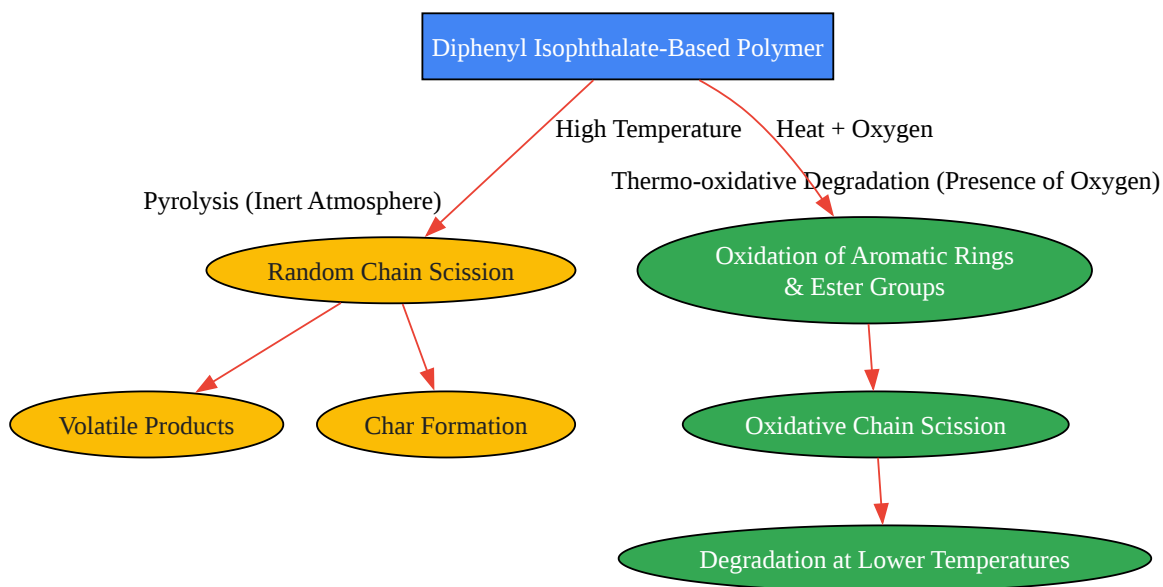 Diphenyl Isophthalate-Based Polymer
High Temperature
Heat + Oxygen
Pyrolysis (Inert Atmosphere)
Thermo-oxidative Degradation (Presence of Oxygen)
Random Chain Scission
Oxidation of Aromatic Rings
& Ester Groups
Volatile Products
Char Formation
Oxidative Chain Scission
Degradation at Lower Temperatures